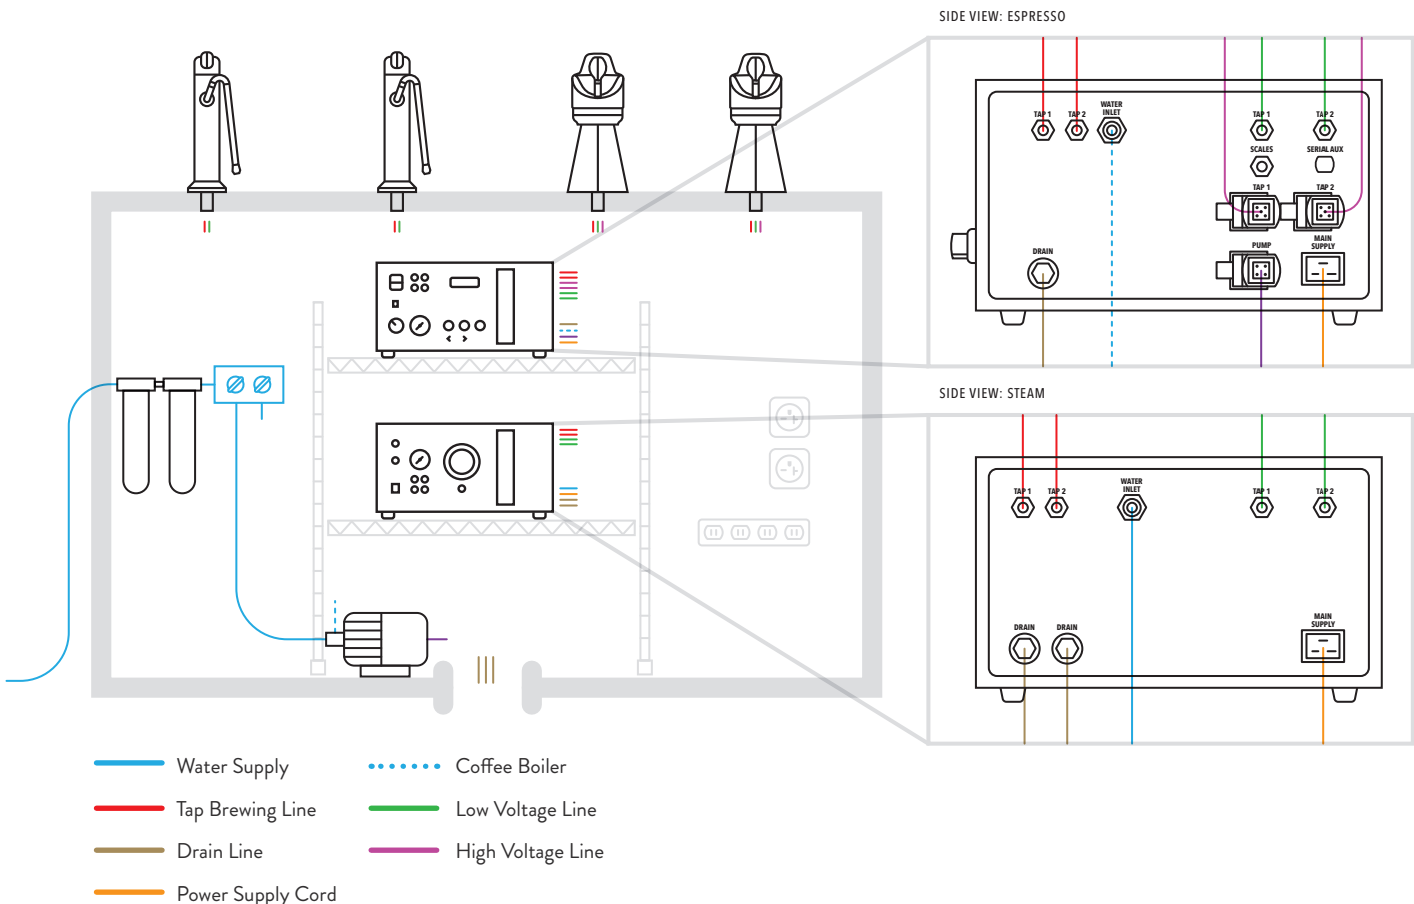 SIDE VIEW: ESPRESSO
TAP 1
TAP 2
WATER
INLET
TAP 1
TAP 2
SCALES
SERIAL AUX
TAP 1
TAP 2
DRAIN
PUMP
MAIN
SUPPLY
SIDE VIEW: STEAM
TAP 1
TAP 2
WATER
INLET
TAP 1
TAP 2
DRAIN
DRAIN
MAIN
SUPPLY
Water Supply
Coffee Boiler
Tap Brewing Line
Low Voltage Line
Drain Line
High Voltage Line
Power Supply Cord